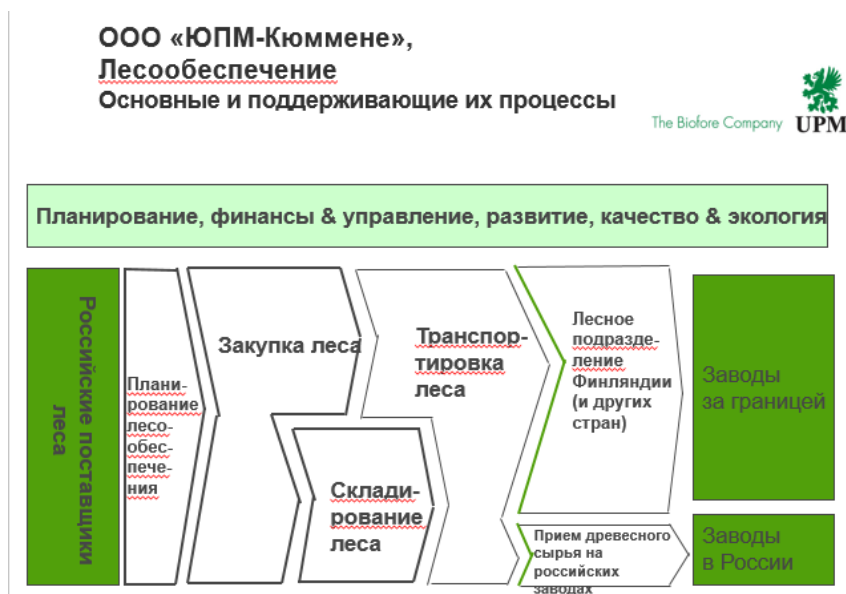 ООО «ЮПМ-Кюммене»,
Лесообеспечение
Основные и поддерживающие их процессы
The Biofore Company
UPM
Планирование, финансы & управление, развитие, качество & экология
Российские поставщики
леса
Плани-
рование
лесо-
обес-
пече-
ния
Закупка леса
Склади-
рование
леса
Транспор-
тировка
леса
Лесное
подразде-
ление
Финляндии
(и других
стран)
Прием древесного
сырья на
российских
заводах
Заводы
за границей
Заводы
в России